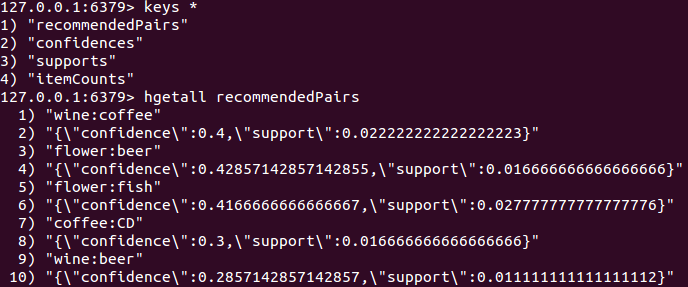 127.0.0.1:6379> keys *
1) "recommendedPairs"
2) "confidences"
3) "supports"
4) "itemCounts"
127.0.0.1:6379> hgetall recommendedPairs
1) "wine:coffee"
2) "{\"confidence\":0.4,\"support\":0.022222222222222223}"
3) "flower:beer"
4) "{\"confidence\":0.42857142857142855,\"support\":0.016666666666666666}"
5) "flower:fish"
6) "{\"confidence\":0.4166666666666667,\"support\":0.027777777777777776}"
7) "coffee:CD"
8) "{\"confidence\":0.3,\"support\":0.016666666666666666}"
9) "wine:beer"
10) "{\"confidence\":0.2857142857142857,\"support\":0.011111111111111112}"